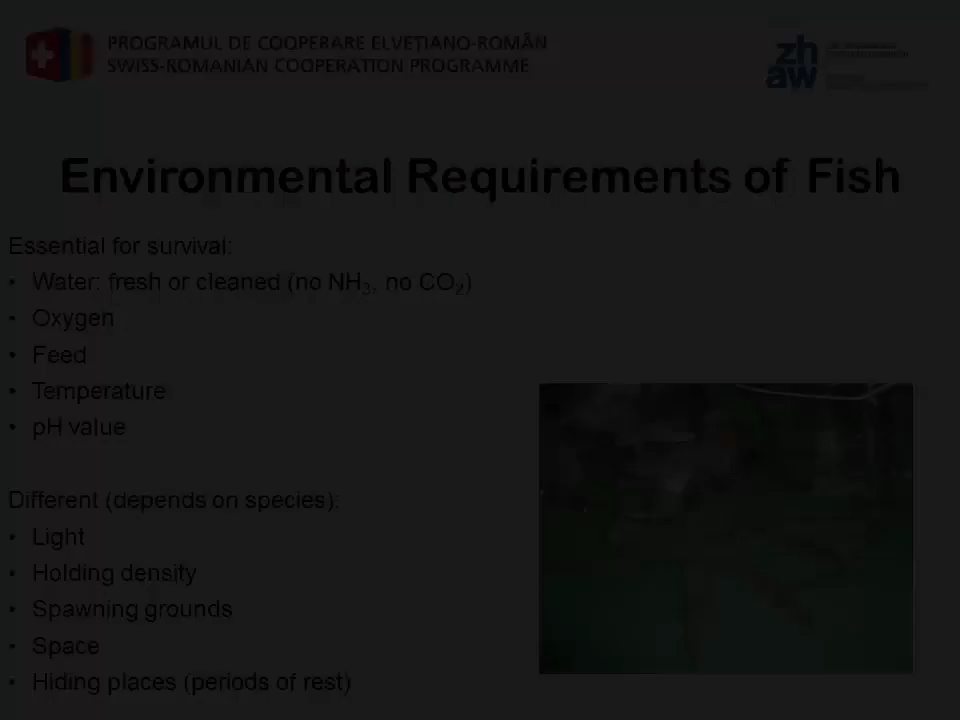 PROGRAMUL DE COOPERARE ELVEȚIANO-ROMÂN
SWISS-ROMANIAN COOPERATION PROGRAMME
zh
aw
Environmental Requirements of Fish
Essential for survival:
• Water: fresh or cleaned (no NH₃, no CO₂)
• Oxygen
• Feed
• Temperature
• pH value
Different (depends on species):
• Light
• Holding density
• Spawning grounds
• Space
• Hiding places (periods of rest)